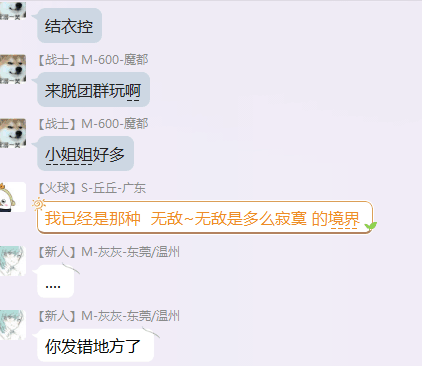 结衣控
【战士】M-600-魔都
来脱团群玩啊
【战士】M-600-魔都
小姐姐好多
【火球】S-丘丘-广东
我已经是那种 无敌~无敌是多么寂寞 的境界
【新人】M-灰灰-东莞/温州
....
【新人】M-灰灰-东莞/温州
你发错地方了